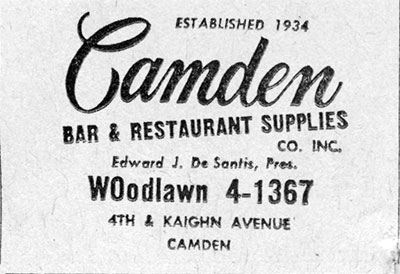 ESTABLISHED 1934
Camden
BAR & RESTAURANT SUPPLIES
CO. INC.
Edward J. De Santis, Pres.
WOodlawn 4-1367
4TH & KAIGHN AVENUE
CAMDEN